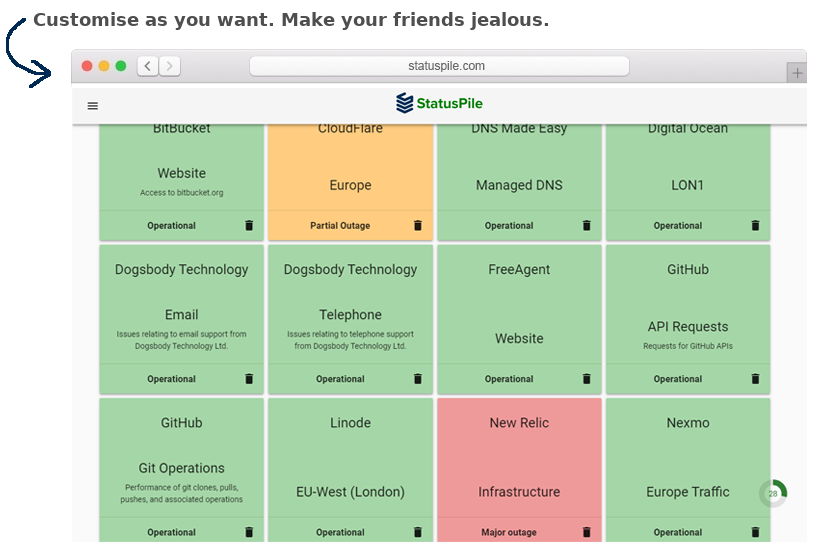 Customise as you want. Make your friends jealous.
statuspile.com
StatusPile
BitBucket
Website
Access to bitbucket.org
Operational
CloudFlare
Europe
Partial Outage
DNS Made Easy
Managed DNS
Operational
Digital Ocean
LON1
Operational
Dogsbody Technology
Email
Issues relating to email support from
Dogsbody Technology Ltd.
Operational
Dogsbody Technology
Telephone
Issues relating to telephone support
from Dogsbody Technology Ltd.
Operational
FreeAgent
Website
Operational
GitHub
API Requests
Requests for GitHub APIs
Operational
GitHub
Git Operations
Performance of git clones, pulls,
pushes, and associated operations
Operational
Linode
EU-West (London)
Operational
New Relic
Infrastructure
Major outage
Nexmo
Europe Traffic
Operational
28